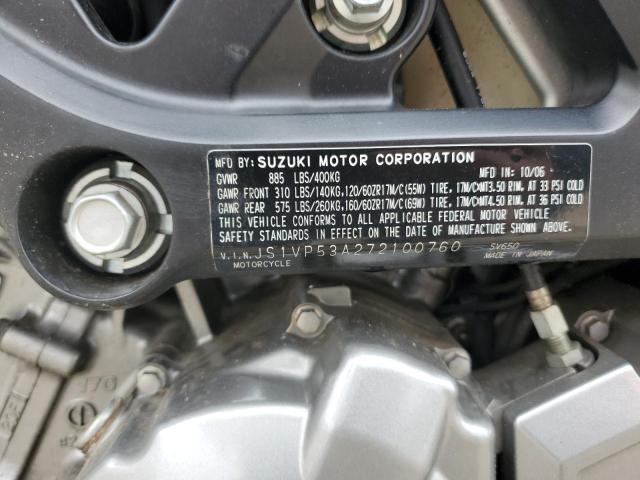 MFD BY: SUZUKI MOTOR CORPORATION
GVWR 885 LBS/400KG MFD IN: 10/06
GAWR FRONT 310 LBS/140KG,120/60ZR17M/C(55W) TIRE, 17M/CxMT3.50 RIM, AT 33 PSI COLD
GAWR REAR 575 LBS/260KG,160/60ZR17M/C(69W) TIRE, 17M/CxMT4.50 RIM, AT 36 PSI COLD
THIS VEHICLE CONFORMS TO ALL APPLICABLE FEDERAL MOTOR VEHICLE
SAFETY STANDARDS IN EFFECT ON THE DATE OF MANUFACTURE SHOWN ABOVE.
V.I.N. JS1VP53A272100760 SV650
MOTORCYCLE MADE IN JAPAN